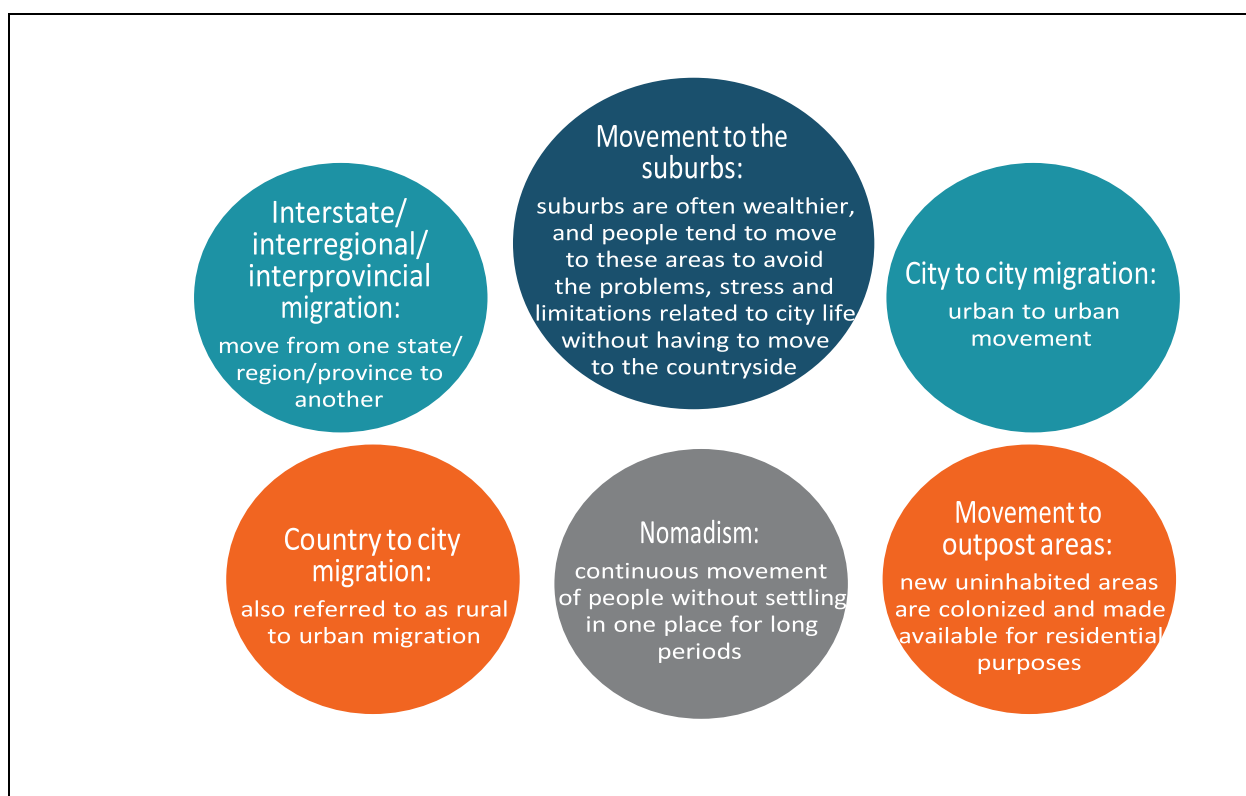 Interstate/
interregional/
interprovincial
migration:
move from one state/
region/province to
another
Movement to the
suburbs:
suburbs are often wealthier,
and people tend to move
to these areas to avoid
the problems, stress and
limitations related to city life
without having to move
to the countryside
City to city migration:
urban to urban
movement
Country to city
migration:
also referred to as rural
to urban migration
Nomadism:
continuous movement
of people without settling
in one place for long
periods
Movement to
outpost areas:
new uninhabited areas
are colonized and made
available for residential
purposes